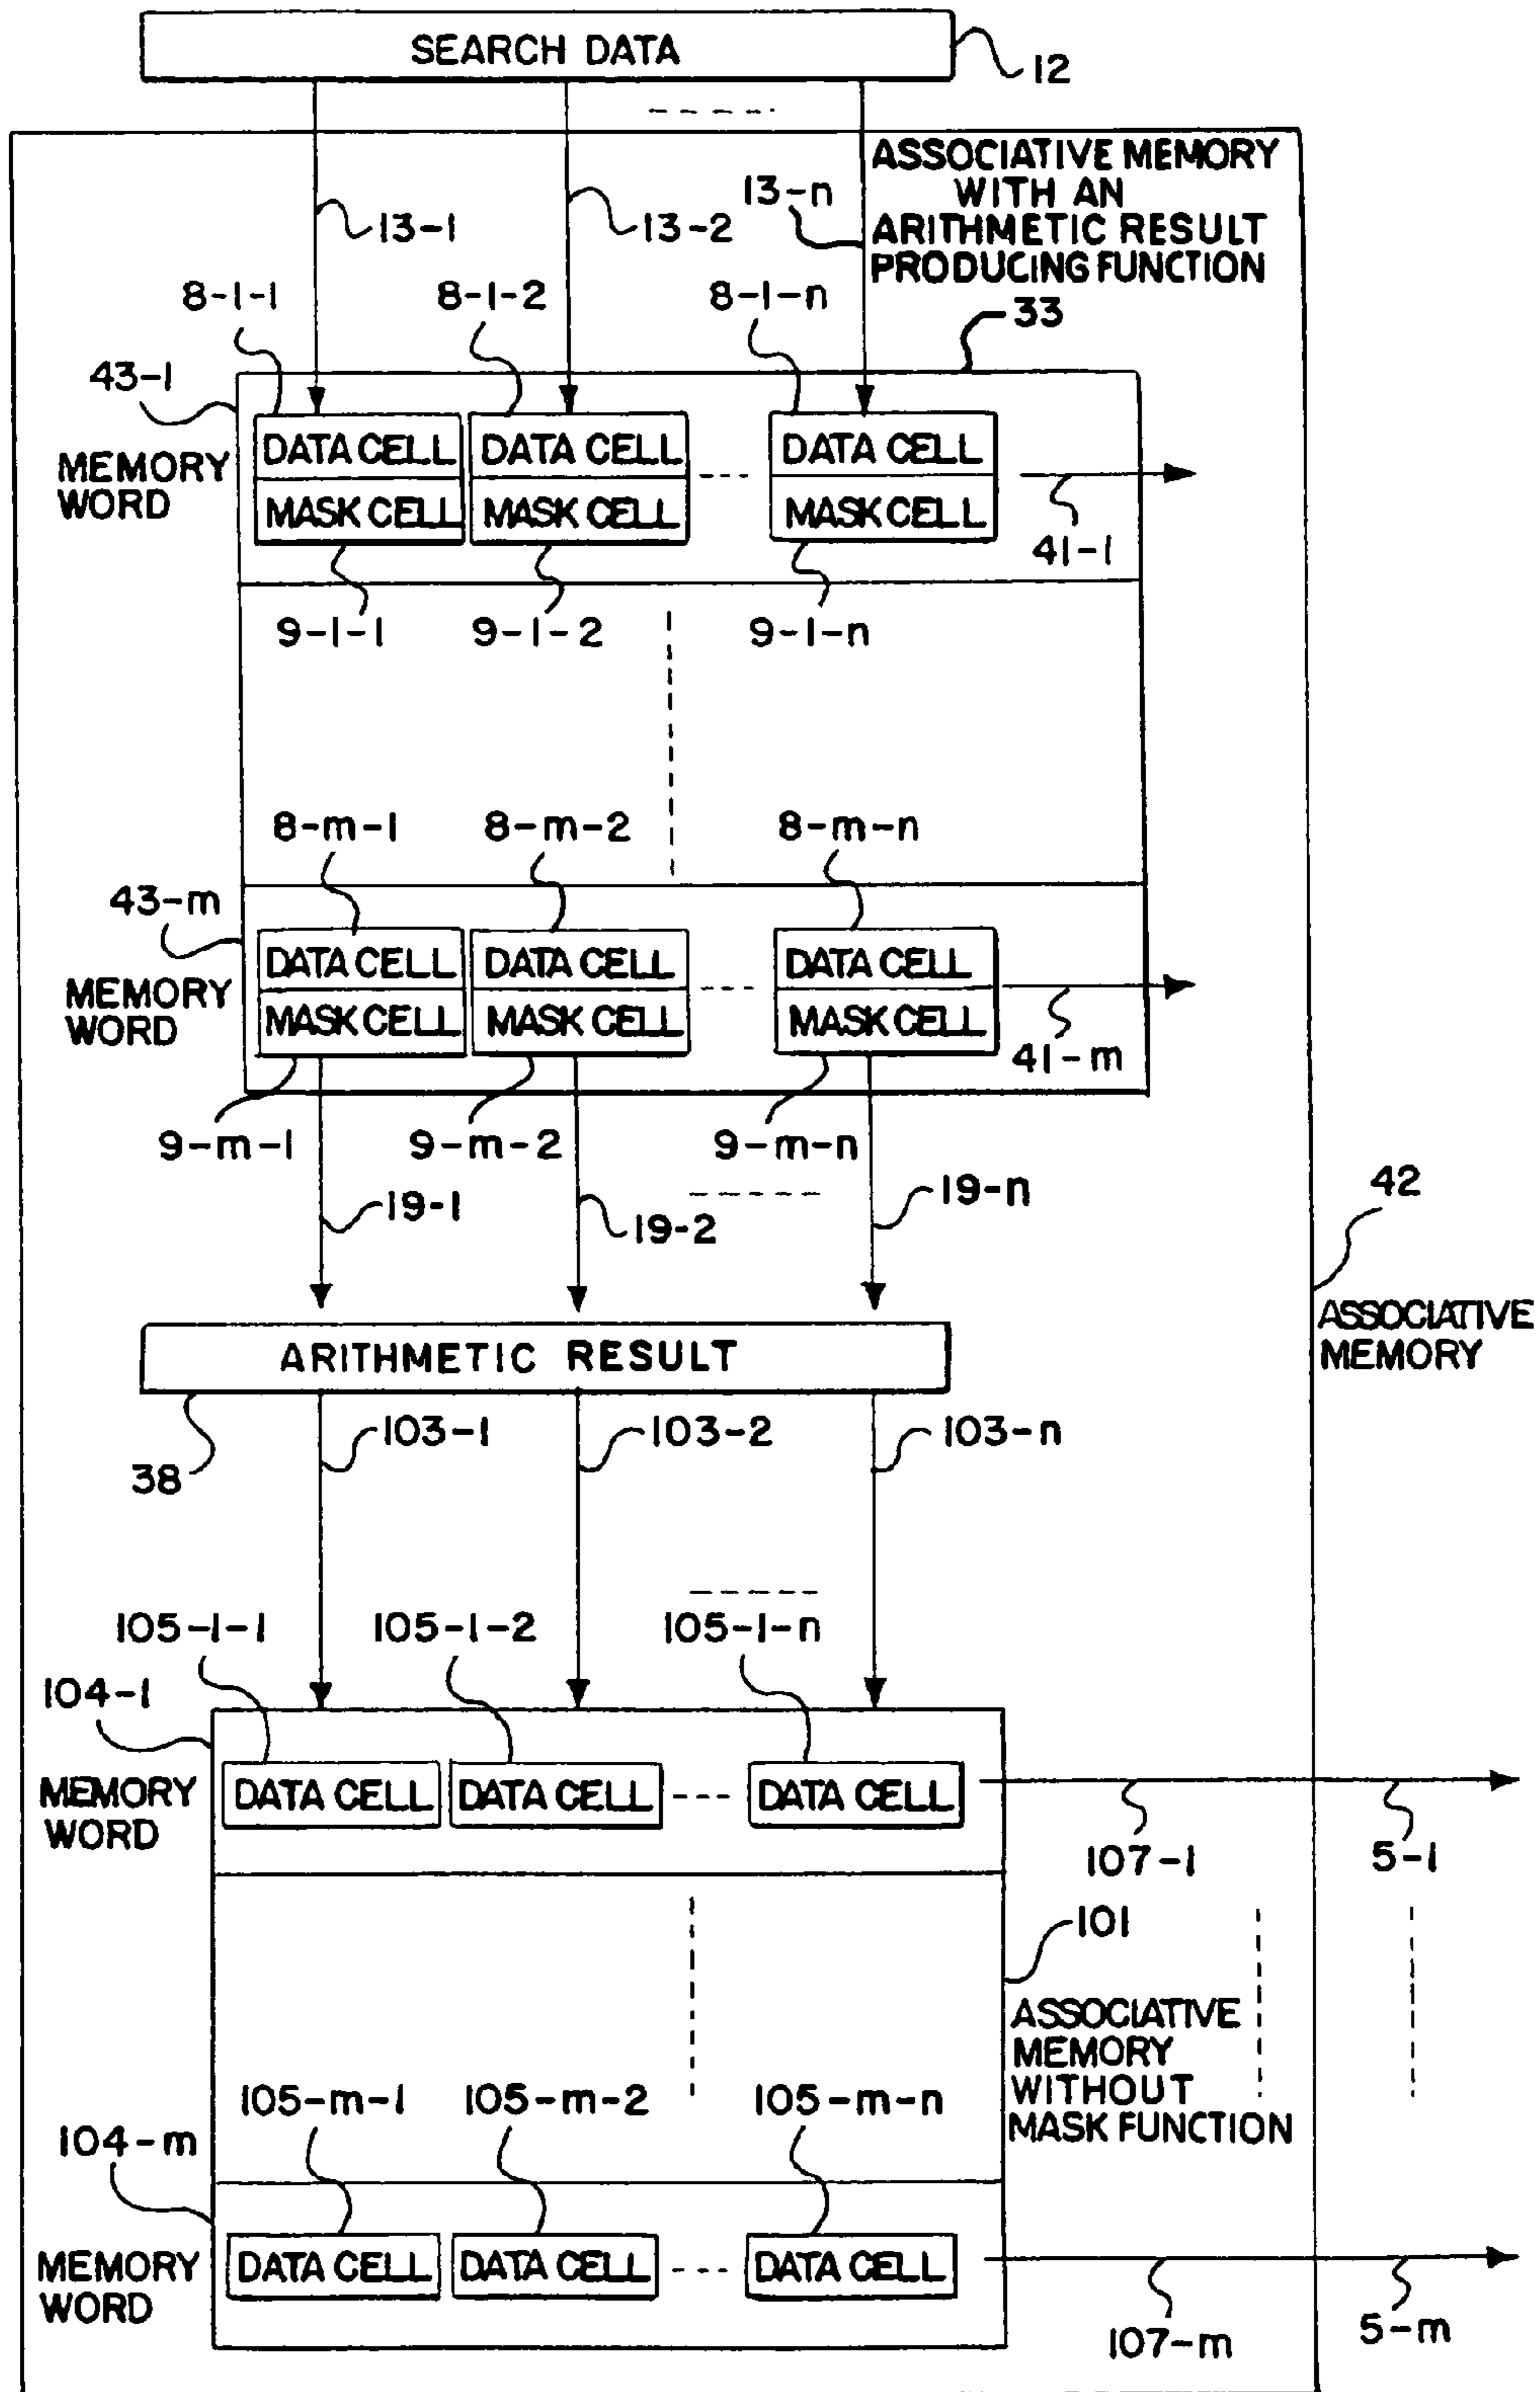 SEARCH DATA
12
ASSOCIATIVE MEMORY
WITH AN
ARITHMETIC RESULT
PRODUCING FUNCTION
13-1
13-2
13-n
8-1-1
8-1-2
8-1-n
33
43-1
MEMORY
WORD
DATA CELL
DATA CELL
DATA CELL
MASK CELL
MASK CELL
MASK CELL
41-1
9-1-1
9-1-2
9-1-n
8-m-1
8-m-2
8-m-n
43-m
MEMORY
WORD
DATA CELL
DATA CELL
DATA CELL
MASK CELL
MASK CELL
MASK CELL
41-m
9-m-1
9-m-2
9-m-n
19-1
19-2
19-n
42
ASSOCIATIVE
MEMORY
ARITHMETIC RESULT
38
103-1
103-2
103-n
105-1-1
105-1-2
105-1-n
104-1
MEMORY
WORD
DATA CELL
DATA CELL
DATA CELL
107-1
5-1
101
ASSOCIATIVE
MEMORY
WITHOUT
MASK FUNCTION
105-m-1
105-m-2
105-m-n
104-m
MEMORY
WORD
DATA CELL
DATA CELL
DATA CELL
107-m
5-m